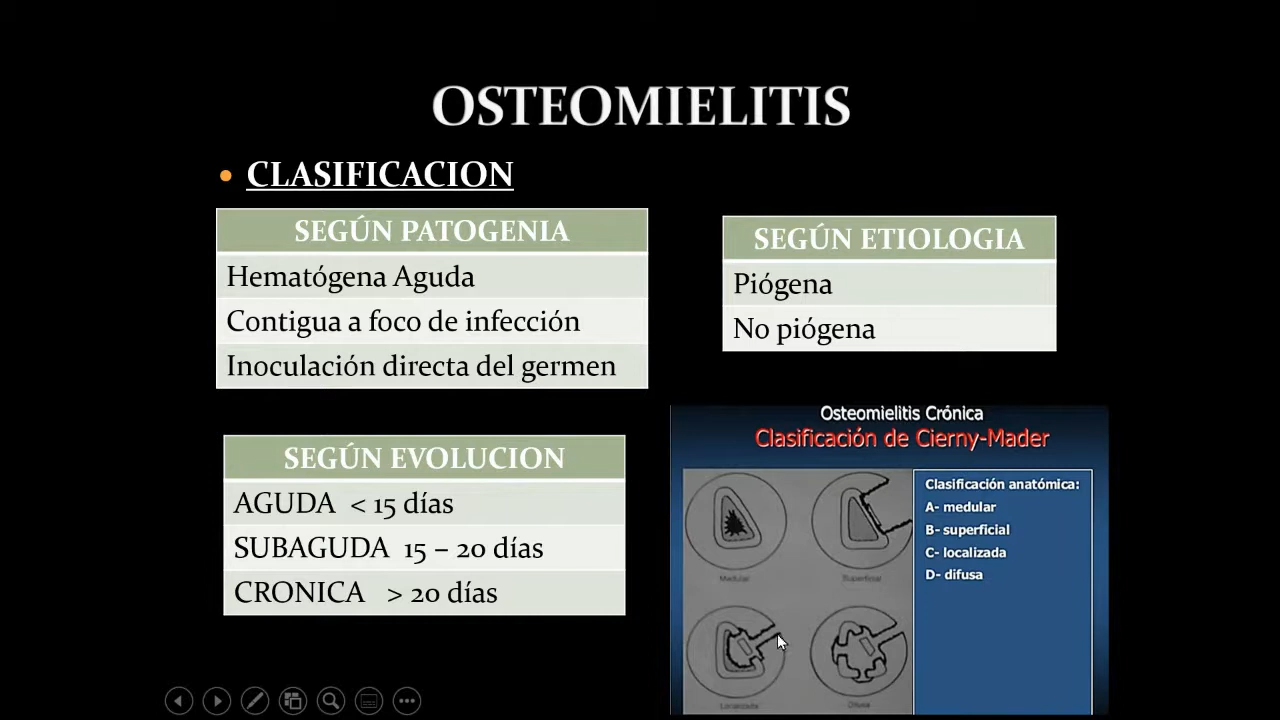 OSTEOMIELITIS
• CLASIFICACION
SEGÚN PATOGENIA
Hematógena Aguda
Contigua a foco de infección
Inoculación directa del germen
SEGÚN ETIOLOGIA
Piógena
No piógena
SEGÚN EVOLUCION
AGUDA < 15 días
SUBAGUDA 15 – 20 días
CRONICA > 20 días
Osteomielitis Crónica
Clasificación de Cierny-Mader
Clasificación anatómica:
A- medular
B- superficial
C- localizada
D- difusa
Medular
Superficial
Localizada
Difusa